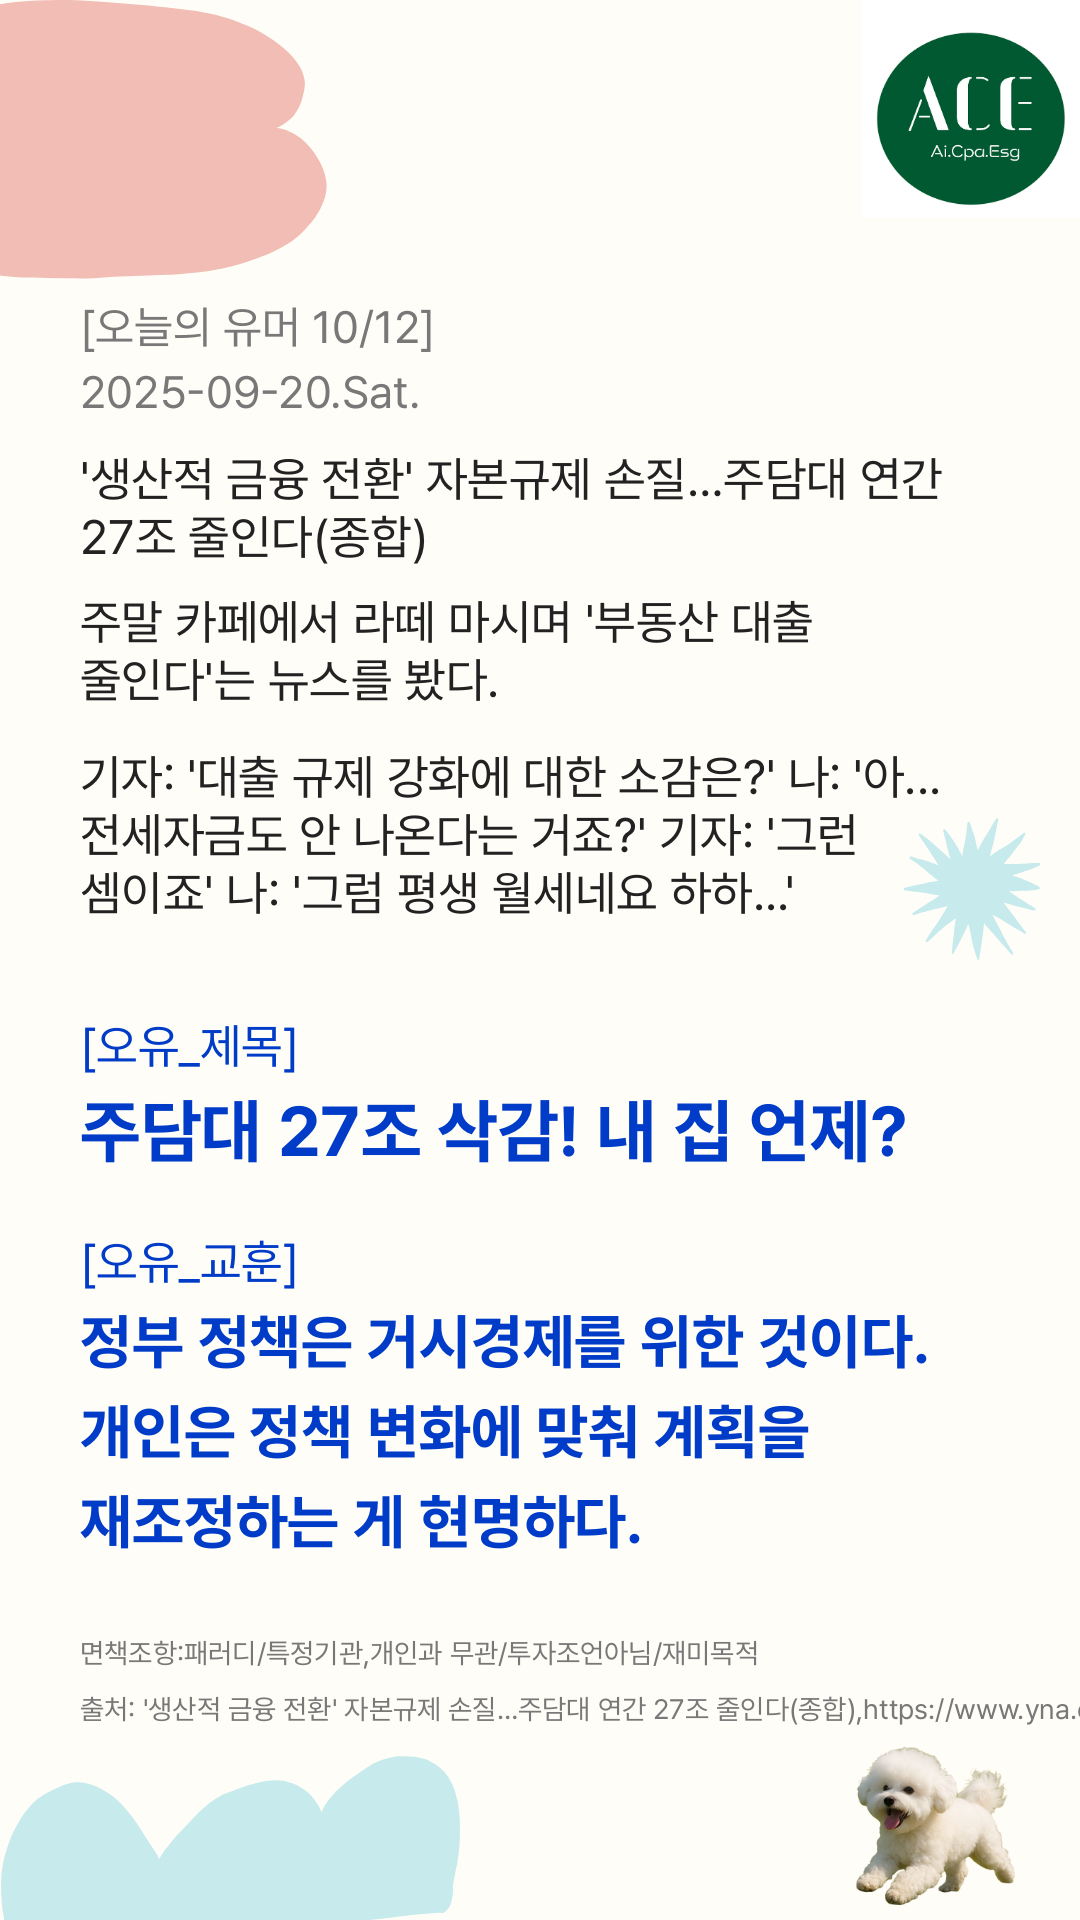 ACE
Ai.Cpa.Esg
[오늘의 유머 10/12]
2025-09-20.Sat.
'생산적 금융 전환' 자본규제 손질...주담대 연간
27조 줄인다(종합)
주말 카페에서 라떼 마시며 '부동산 대출
줄인다'는 뉴스를 봤다.
기자: '대출 규제 강화에 대한 소감은?' 나: '아...
전세자금도 안 나온다는 거죠?' 기자: '그런
셈이죠' 나: '그럼 평생 월세네요 하하...'
[오유_제목]
주담대 27조 삭감! 내 집 언제?
[오유_교훈]
정부 정책은 거시경제를 위한 것이다.
개인은 정책 변화에 맞춰 계획을
재조정하는 게 현명하다.
면책조항:패러디/특정기관,개인과 무관/투자조언아님/재미목적
출처: '생산적 금융 전환' 자본규제 손질...주담대 연간 27조 줄인다(종합),https://www.yna.